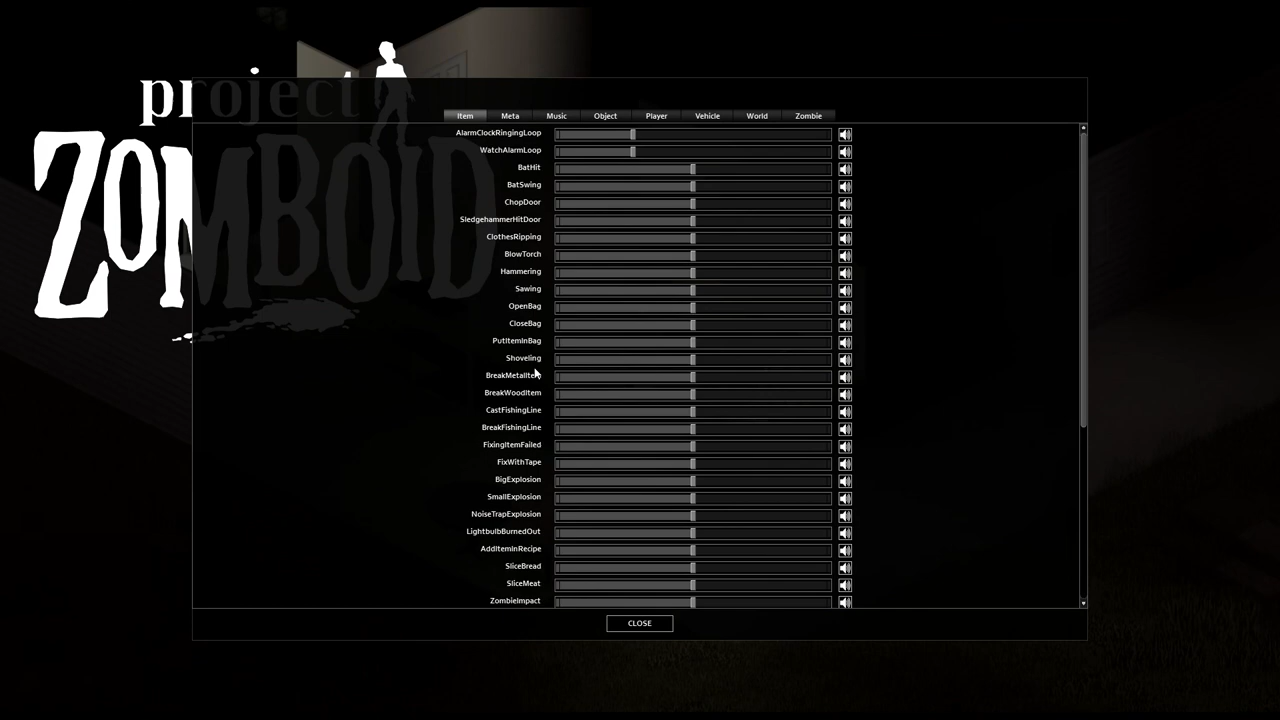 project
ZOMBOID
Item Meta Music Object Player Vehicle World Zombie
AlarmClockRingingLoop
WatchAlarmLoop
BatHit
BatSwing
ChopDoor
SledgehammerHitDoor
ClothesRipping
BlowTorch
Hammering
Sawing
OpenBag
CloseBag
PutItemInBag
Shoveling
BreakMetalItem
BreakWoodItem
CastFishingLine
BreakFishingLine
FixingItemFailed
FixWithTape
BigExplosion
SmallExplosion
NoiseTrapExplosion
LightbulbBurnedOut
AddItemInRecipe
SliceBread
SliceMeat
ZombieImpact
CLOSE